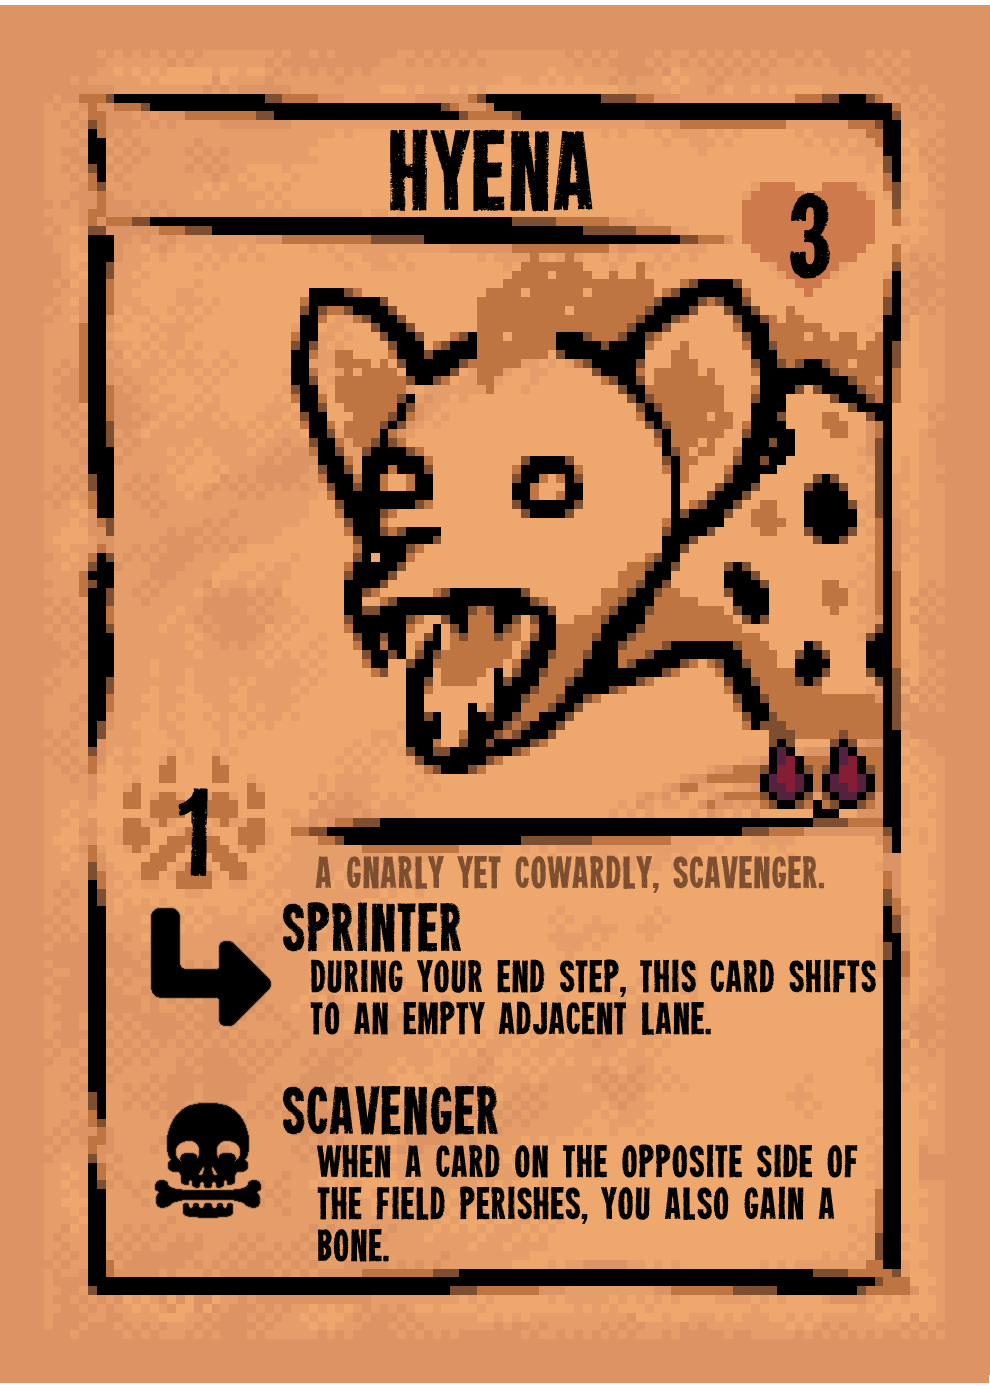 HYENA
3
1
A GNARLY YET COWARDLY, SCAVENGER.
SPRINTER
DURING YOUR END STEP, THIS CARD SHIFTS
TO AN EMPTY ADJACENT LANE.
SCAVENGER
WHEN A CARD ON THE OPPOSITE SIDE OF
THE FIELD PERISHES, YOU ALSO GAIN A
BONE.